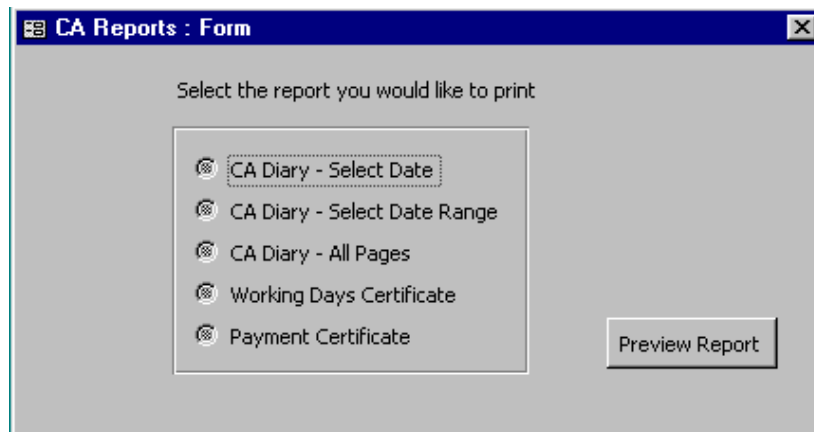 CA Reports : Form
Select the report you would like to print
CA Diary - Select Date
CA Diary - Select Date Range
CA Diary - All Pages
Working Days Certificate
Payment Certificate
Preview Report